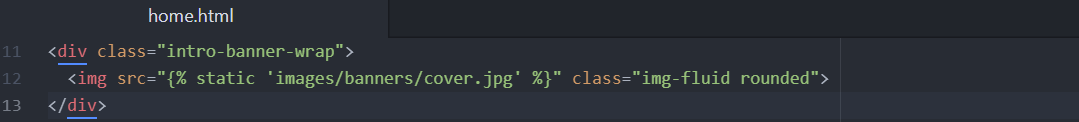 home.html
11 <div class="intro-banner-wrap">
12 <img src="{% static 'images/banners/cover.jpg' %}" class="img-fluid rounded">
13 </div>